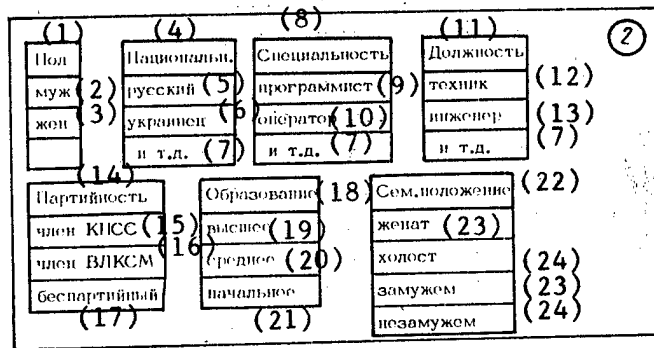 (1) (4) (8) (11)
Пол Национальн. Специальность Должность 2
муж (2) русский (5) программист (9) техник (12)
жен (3) украинец (6) оператор (10) инженер (13)
и т.д. (7) и т.д. (7) и т.д. (7)
(14)
Партийность Образование (18) Сем.положение (22)
член КПСС (15) высшее (19) женат (23)
член ВЛКСМ (16) среднее (20) холост (24)
беспартийный начальное замужем (23)
(17) (21) незамужем (24)